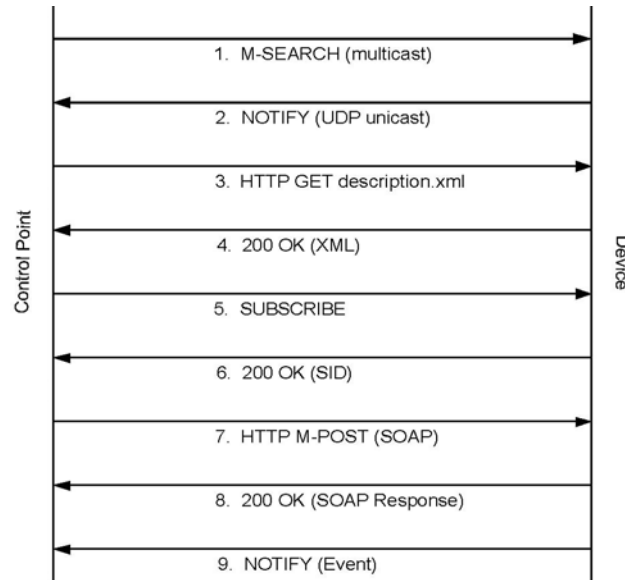 1. M-SEARCH (multicast)
2. NOTIFY (UDP unicast)
3. HTTP GET description.xml
4. 200 OK (XML)
Control Point
Device
5. SUBSCRIBE
6. 200 OK (SID)
7. HTTP M-POST (SOAP)
8. 200 OK (SOAP Response)
9. NOTIFY (Event)